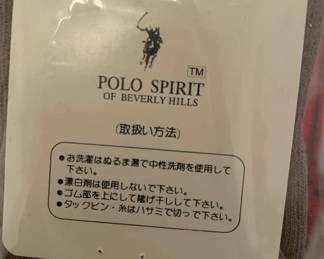 TM
POLO SPIRIT
OF BEVERLY HILLS
(取扱い方法)
●お洗濯はぬるま湯で中性洗剤を使用して
下さい。
●漂白剤は使用しないで下さい。
●ゴム部を上にして陰干しして下さい。
●タックピン・糸はハサミで切って下さい。